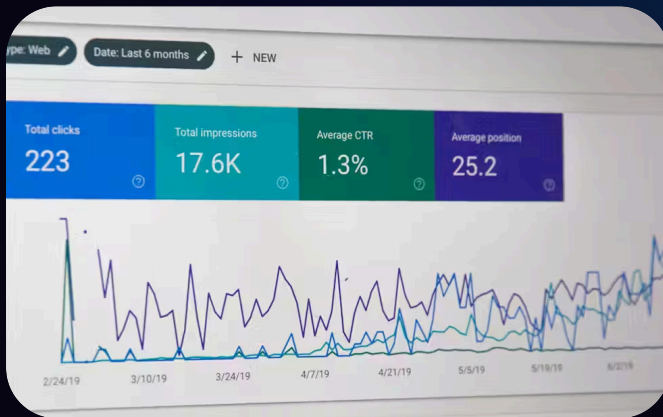 ype: Web
Date: Last 6 months
+ NEW
Total clicks
223
Total impressions
17.6K
Average CTR
1.3%
Average position
25.2
2/24/19
3/10/19
3/24/19
4/7/19
4/21/19
5/5/19
5/19/19
6/2/19